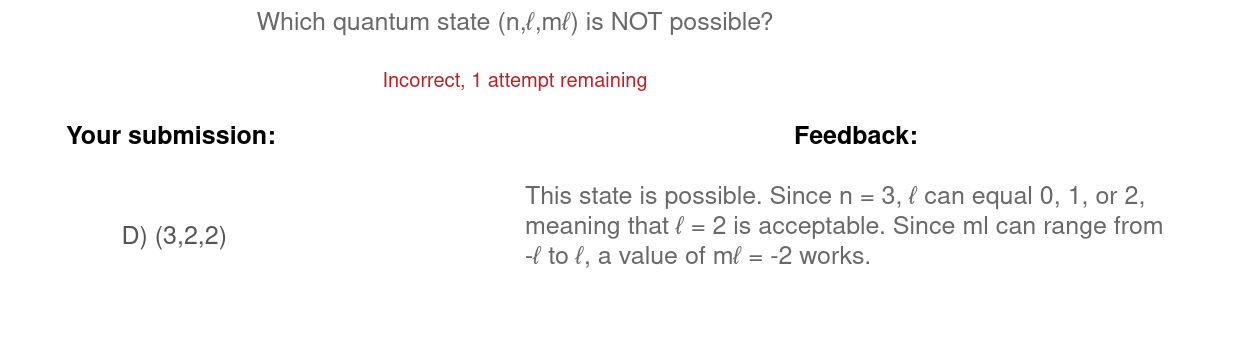 Which quantum state (n,ℓ,mℓ) is NOT possible?
Incorrect, 1 attempt remaining
Your submission:
Feedback:
D) (3,2,2)
This state is possible. Since n = 3, ℓ can equal 0, 1, or 2,
meaning that ℓ = 2 is acceptable. Since ml can range from
-ℓ to ℓ, a value of mℓ = -2 works.